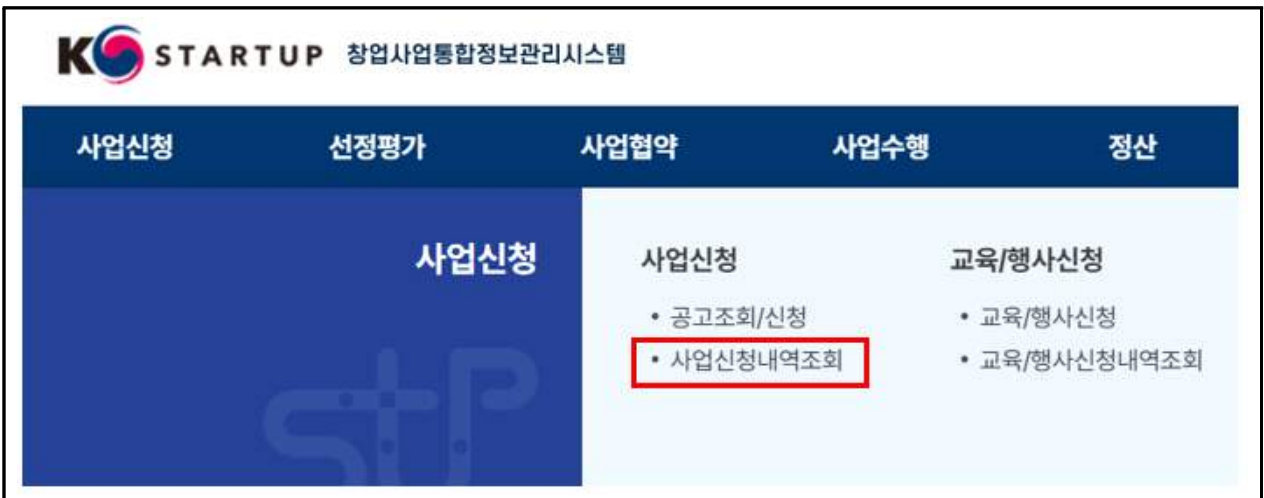 K STARTUP 창업사업통합정보관리시스템
사업신청 선정평가 사업협약 사업수행 정산
사업신청
사업신청
• 공고조회/신청
• 사업신청내역조회
교육/행사신청
• 교육/행사신청
• 교육/행사신청내역조회
stp